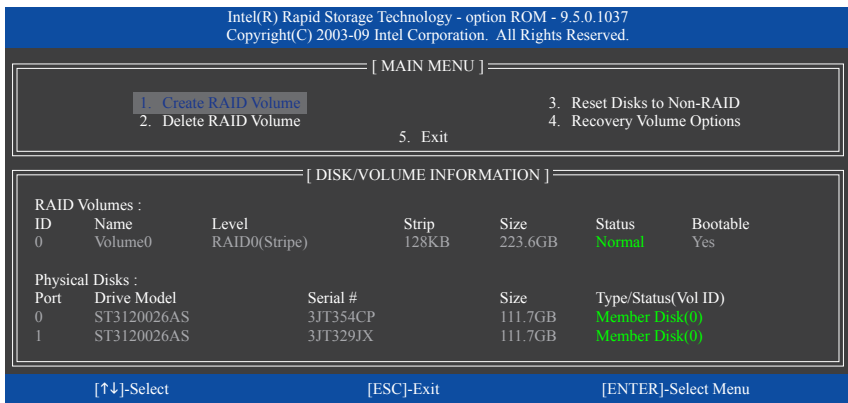 Intel(R) Rapid Storage Technology - option ROM - 9.5.0.1037
Copyright(C) 2003-09 Intel Corporation. All Rights Reserved.
[ MAIN MENU ]
1. Create RAID Volume 3. Reset Disks to Non-RAID
2. Delete RAID Volume 4. Recovery Volume Options
5. Exit
[ DISK/VOLUME INFORMATION ]
RAID Volumes :
ID Name Level Strip Size Status Bootable
0 Volume0 RAID0(Stripe) 128KB 223.6GB Normal Yes
Physical Disks :
Port Drive Model Serial # Size Type/Status(Vol ID)
0 ST3120026AS 3JT354CP 111.7GB Member Disk(0)
1 ST3120026AS 3JT329JX 111.7GB Member Disk(0)
[↑↓]-Select [ESC]-Exit [ENTER]-Select Menu